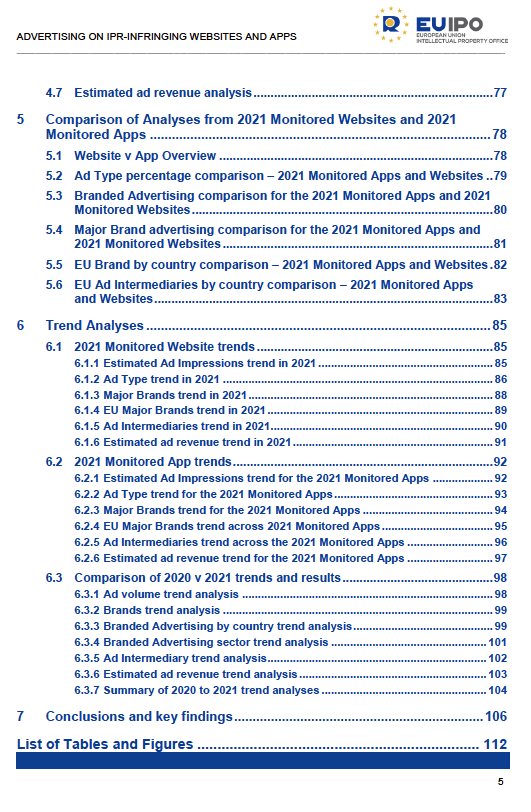 ADVERTISING ON IPR-INFRINGING WEBSITES AND APPS
EUIPO
EUROPEAN UNION
INTELLECTUAL PROPERTY OFFICE
4.7 Estimated ad revenue analysis ... 77
5 Comparison of Analyses from 2021 Monitored Websites and 2021
Monitored Apps ... 78
5.1 Website v App Overview ... 78
5.2 Ad Type percentage comparison – 2021 Monitored Apps and Websites ..79
5.3 Branded Advertising comparison for the 2021 Monitored Apps and 2021
Monitored Websites ... 80
5.4 Major Brand advertising comparison for the 2021 Monitored Apps and
2021 Monitored Websites ... 81
5.5 EU Brand by country comparison – 2021 Monitored Apps and Websites .82
5.6 EU Ad Intermediaries by country comparison – 2021 Monitored Apps
and Websites ... 83
6 Trend Analyses ... 85
6.1 2021 Monitored Website trends ... 85
6.1.1 Estimated Ad Impressions trend in 2021 ... 85
6.1.2 Ad Type trend in 2021 ... 86
6.1.3 Major Brands trend in 2021 ... 88
6.1.4 EU Major Brands trend in 2021 ... 89
6.1.5 Ad Intermediaries trend in 2021 ... 90
6.1.6 Estimated ad revenue trend in 2021 ... 91
6.2 2021 Monitored App trends ... 92
6.2.1 Estimated Ad Impressions trend for the 2021 Monitored Apps ... 92
6.2.2 Ad Type trend for the 2021 Monitored Apps ... 93
6.2.3 Major Brands trend for the 2021 Monitored Apps ... 94
6.2.4 EU Major Brands trend across 2021 Monitored Apps ... 95
6.2.5 Ad Intermediaries trend across the 2021 Monitored Apps ... 96
6.2.6 Estimated ad revenue trend for the 2021 Monitored Apps ... 97
6.3 Comparison of 2020 v 2021 trends and results ... 98
6.3.1 Ad volume trend analysis ... 98
6.3.2 Brands trend analysis ... 99
6.3.3 Branded Advertising by country trend analysis ... 99
6.3.4 Branded Advertising sector trend analysis ... 101
6.3.5 Ad Intermediary trend analysis ... 102
6.3.6 Estimated ad revenue trend analysis ... 103
6.3.7 Summary of 2020 to 2021 trend analyses ... 104
7 Conclusions and key findings ... 106
List of Tables and Figures ... 112
5